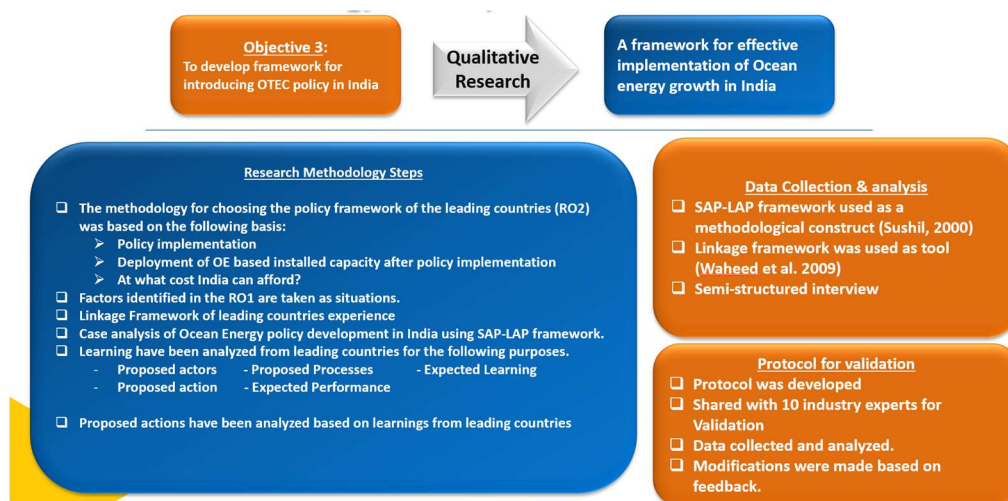 Objective 3:
To develop framework for
introducing OTEC policy in India
Qualitative
Research
A framework for effective
implementation of Ocean
energy growth in India
Research Methodology Steps
❑ The methodology for choosing the policy framework of the leading countries (RO2)
was based on the following basis:
➢ Policy implementation
➢ Deployment of OE based installed capacity after policy implementation
➢ At what cost India can afford?
❑ Factors identified in the RO1 are taken as situations.
❑ Linkage Framework of leading countries experience
❑ Case analysis of Ocean Energy policy development in India using SAP-LAP framework.
❑ Learning have been analyzed from leading countries for the following purposes.
- Proposed actors - Proposed Processes - Expected Learning
- Proposed action - Expected Performance
❑ Proposed actions have been analyzed based on learnings from leading countries
Data Collection & analysis
❑ SAP-LAP framework used as a
methodological construct (Sushil, 2000)
❑ Linkage framework was used as tool
(Waheed et al. 2009)
❑ Semi-structured interview
Protocol for validation
❑ Protocol was developed
❑ Shared with 10 industry experts for
Validation
❑ Data collected and analyzed.
❑ Modifications were made based on
feedback.